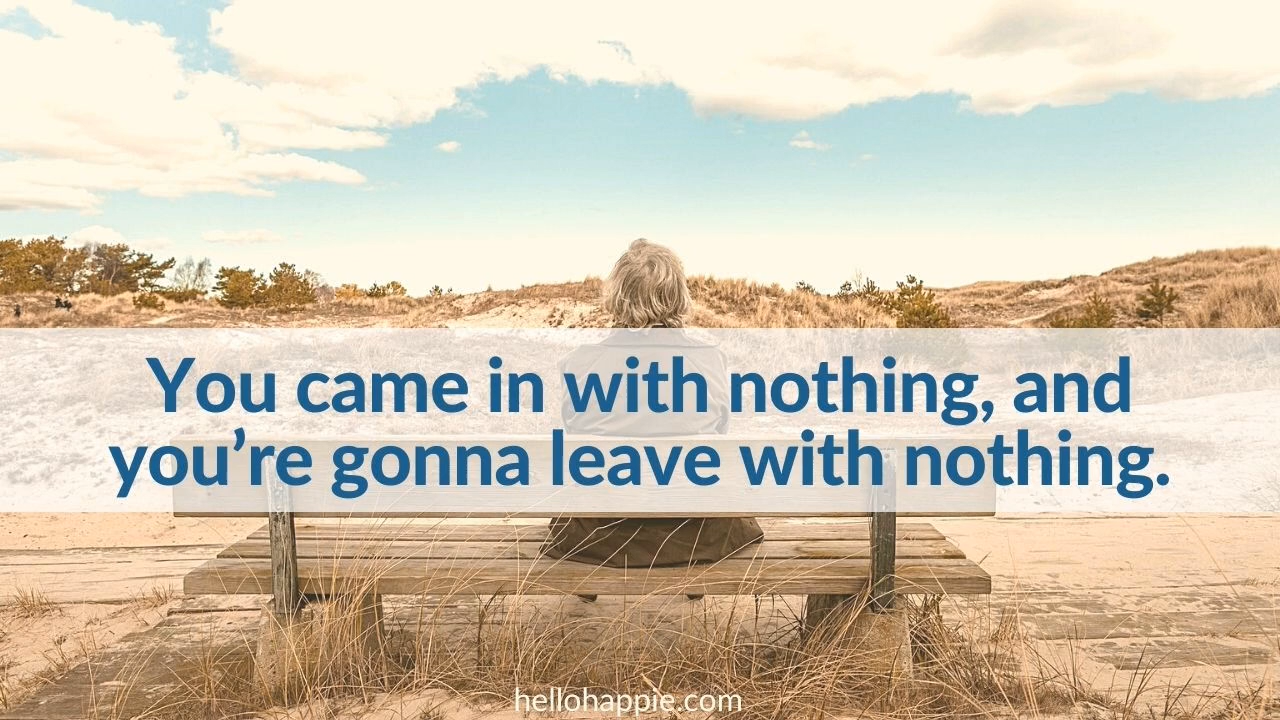 You came in with nothing, and
you’re gonna leave with nothing.
hellohappie.com